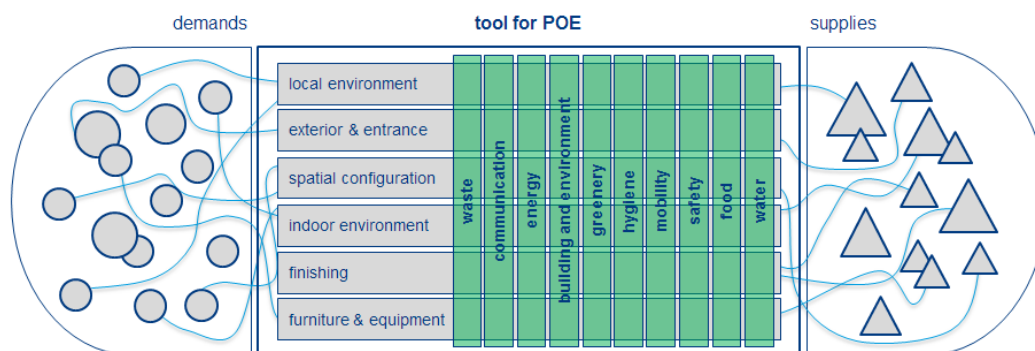 demands
tool for POE
supplies
local environment
exterior & entrance
spatial configuration
indoor environment
finishing
furniture & equipment
waste
communication
energy
building and environment
greenery
hygiene
mobility
safety
food
water